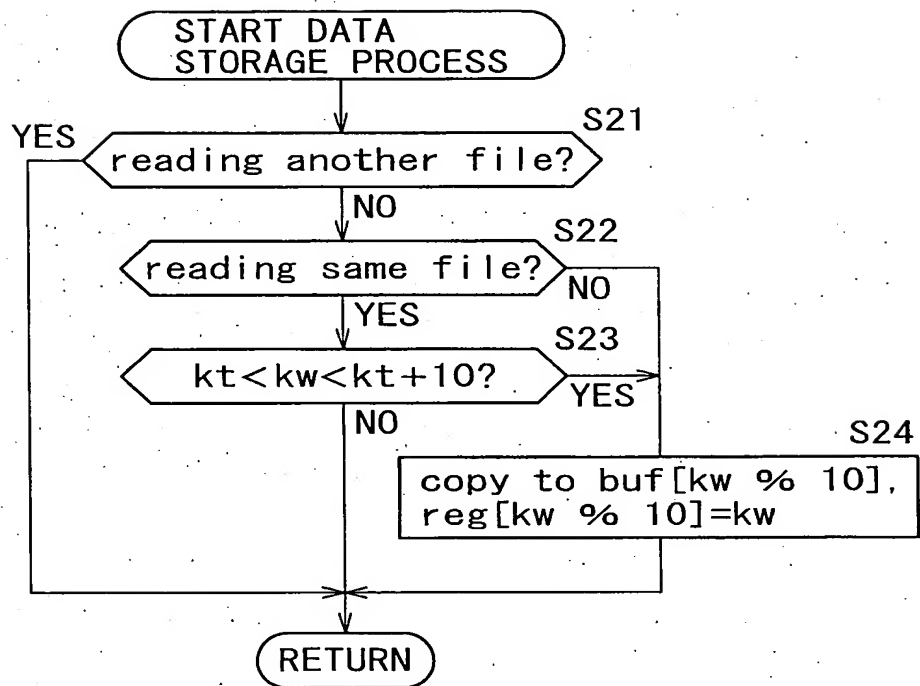 START DATA
STORAGE PROCESS
S21
YES
reading another file?
NO
S22
reading same file?
NO
YES
S23
kt<kw<kt+10?
YES
NO
S24
copy to buf[kw % 10],
reg[kw % 10]=kw
RETURN